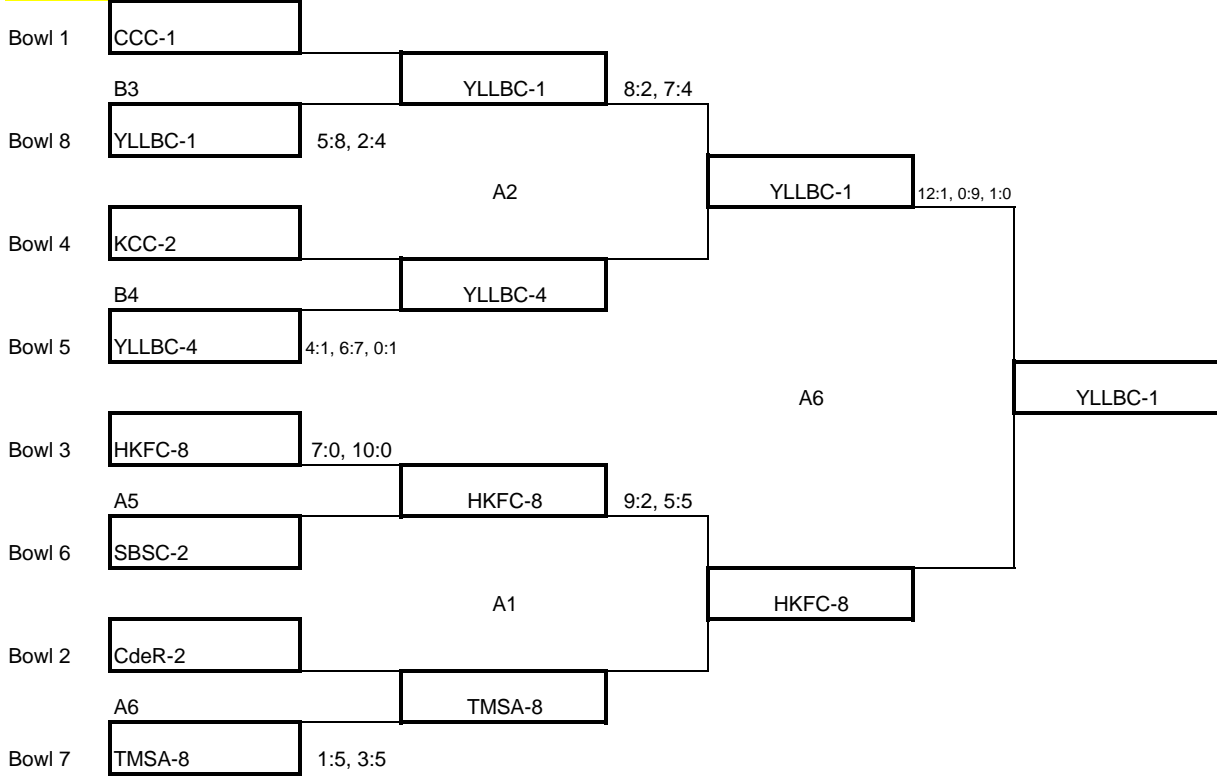 Bowl 1 CCC-1
B3 YLLBC-1 8:2, 7:4
Bowl 8 YLLBC-1 5:8, 2:4
A2 YLLBC-1 12:1, 0:9, 1:0
Bowl 4 KCC-2
B4 YLLBC-4
Bowl 5 YLLBC-4 4:1, 6:7, 0:1
A6 YLLBC-1
Bowl 3 HKFC-8 7:0, 10:0
A5 HKFC-8 9:2, 5:5
Bowl 6 SBSC-2
A1 HKFC-8
Bowl 2 CdeR-2
A6 TMSA-8
Bowl 7 TMSA-8 1:5, 3:5